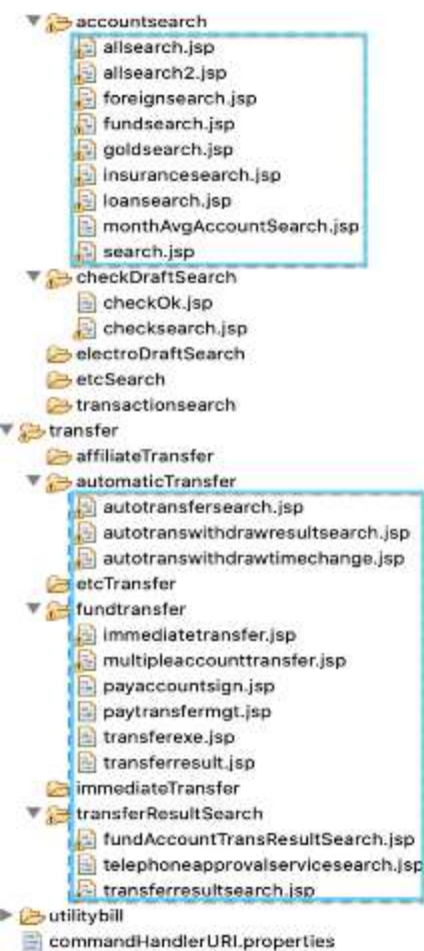 accountsearch
allsearch.jsp
allsearch2.jsp
foreignsearch.jsp
fundsearch.jsp
goldsearch.jsp
insurancesearch.jsp
loansearch.jsp
monthAvgAccountSearch.jsp
search.jsp
checkDraftSearch
checkOk.jsp
checksearch.jsp
electroDraftSearch
etcSearch
transactionsearch
transfer
affiliateTransfer
automaticTransfer
autotransfersearch.jsp
autotranswithdrawresultsearch.jsp
autotranswithdrawtimechange.jsp
etcTransfer
fundtransfer
immediatetransfer.jsp
multipleaccounttransfer.jsp
payaccountsign.jsp
paytransfermgt.jsp
transferexe.jsp
transferresult.jsp
immediateTransfer
transferResultSearch
fundAccountTransResultSearch.jsp
telephoneapprovalservicesearch.jsp
transferresultsearch.jsp
utilitybill
commandHandlerURI.properties